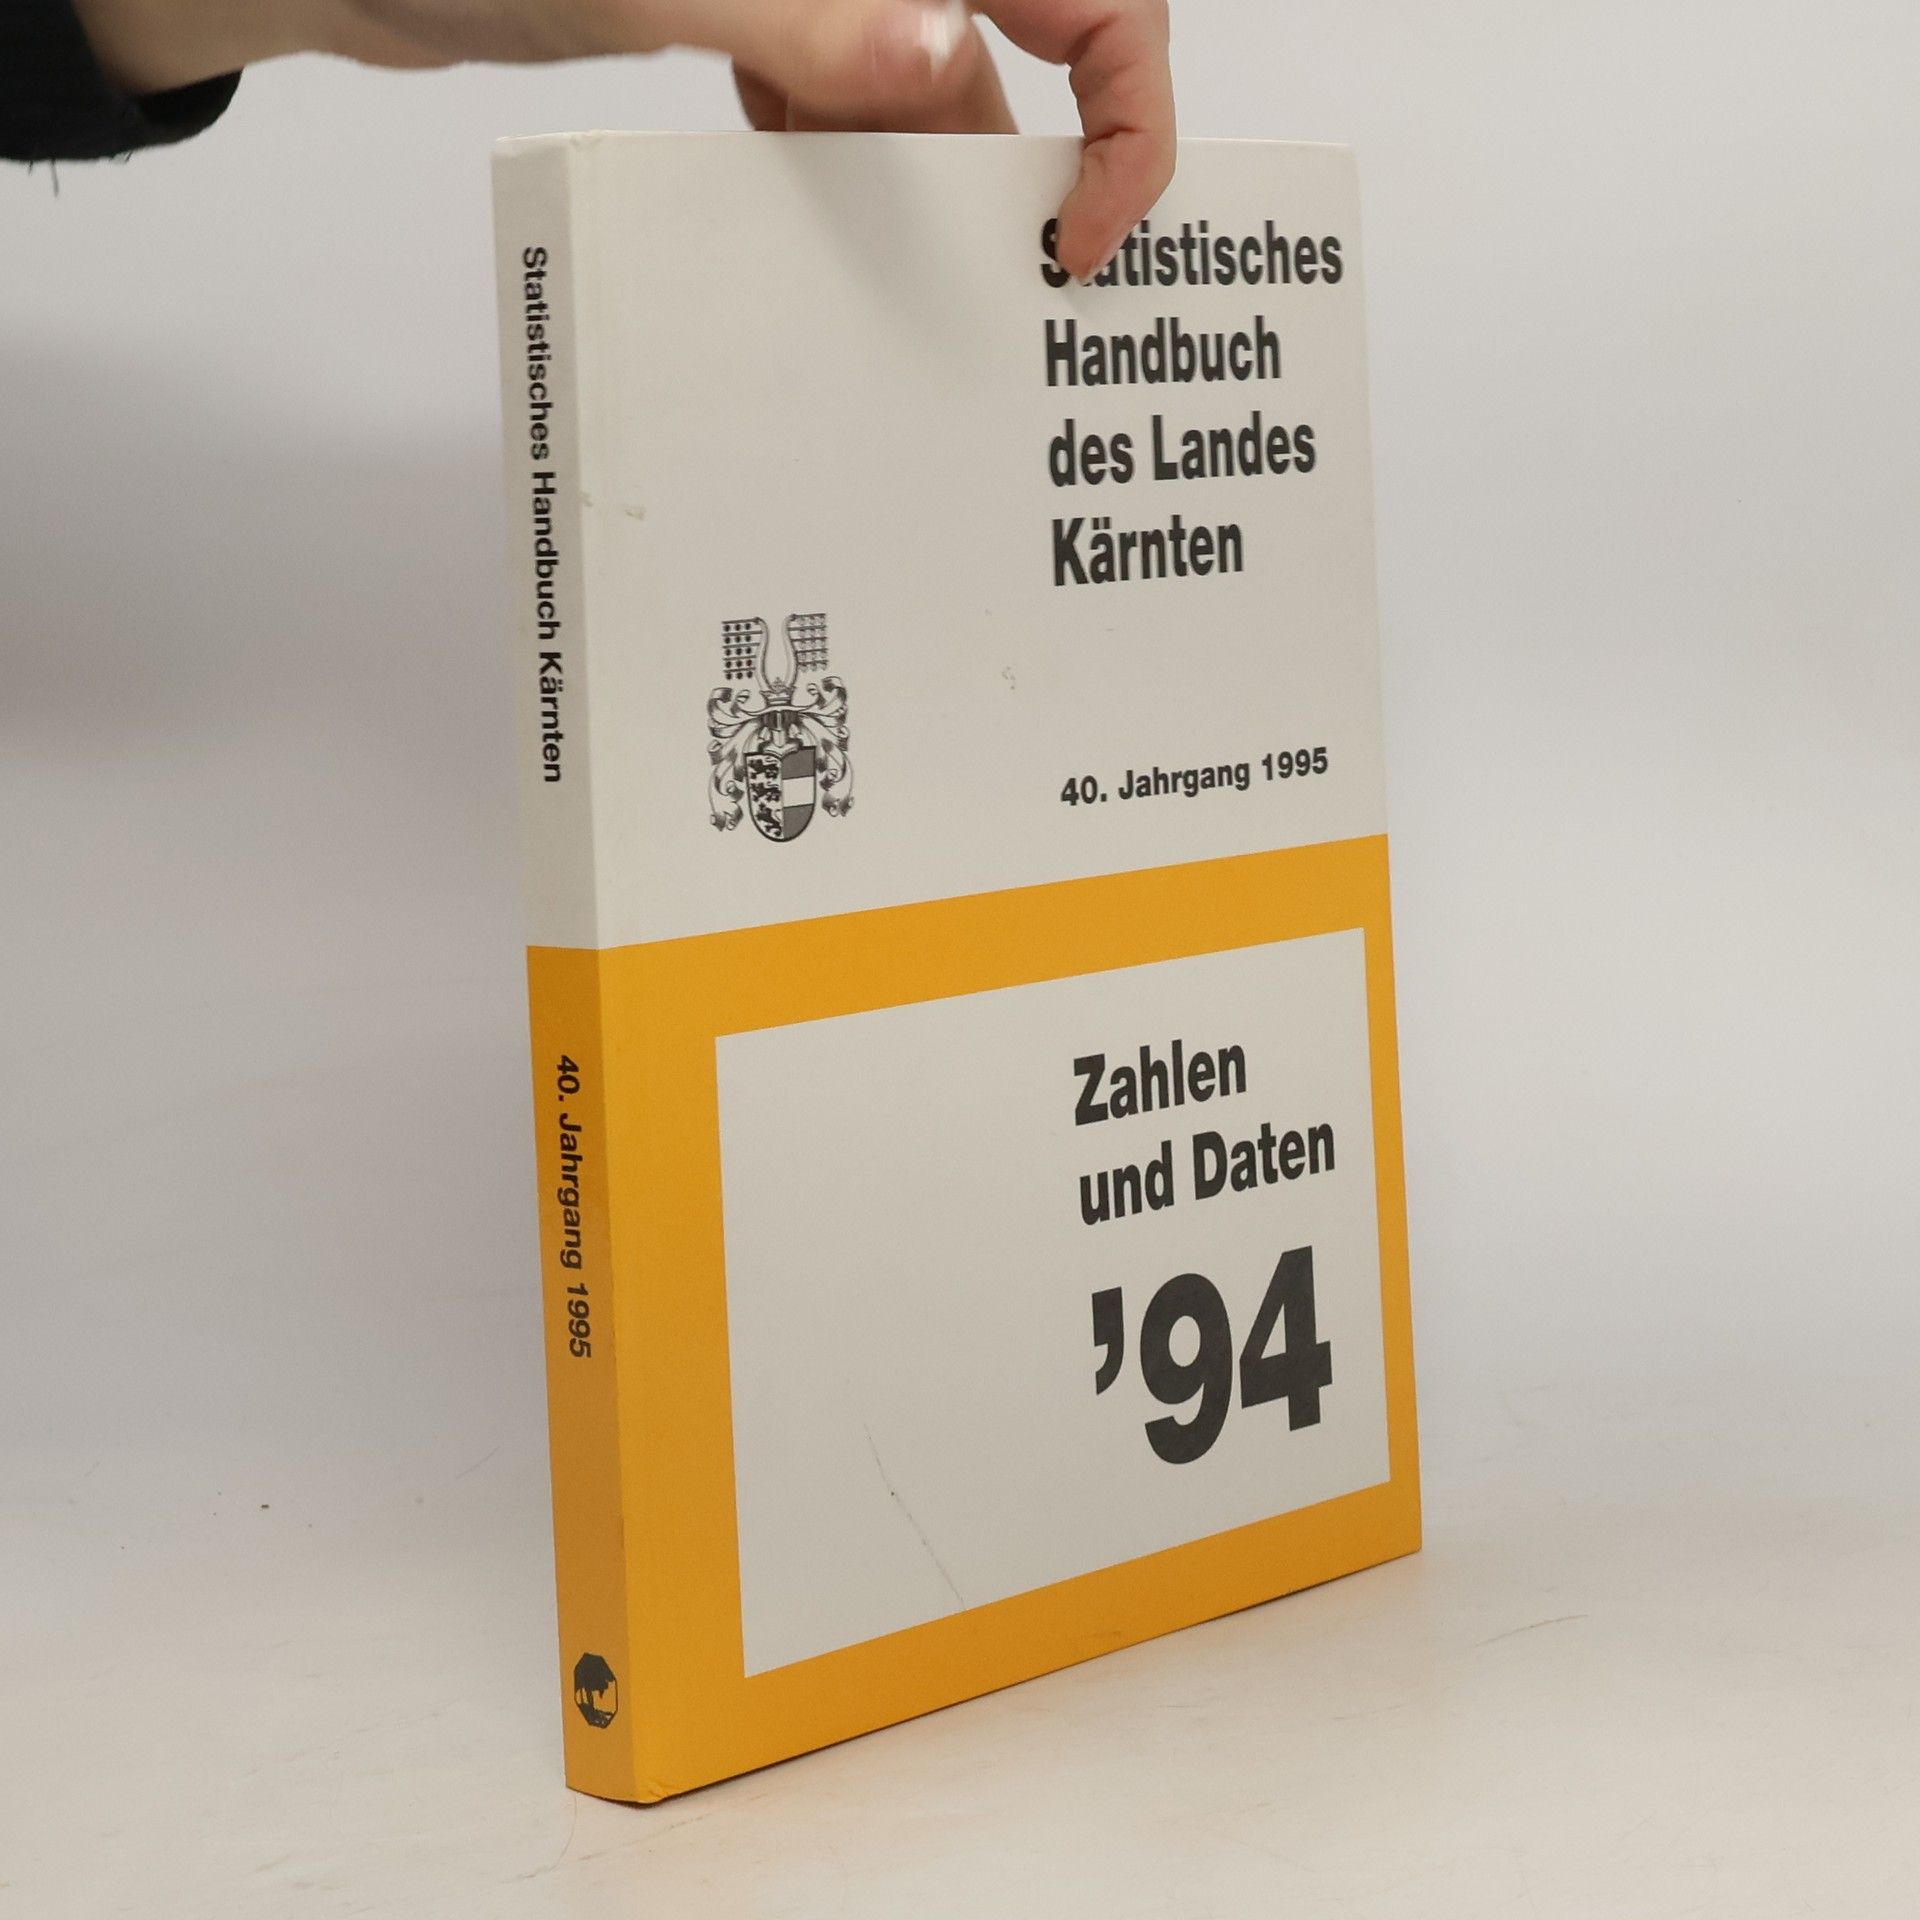 Statistisches
Handbuch
des Landes
Kärnten
40. Jahrgang 1995
Zahlen
und Daten
’94
Statistisches Handbuch Kärnten
40. Jahrgang 1995